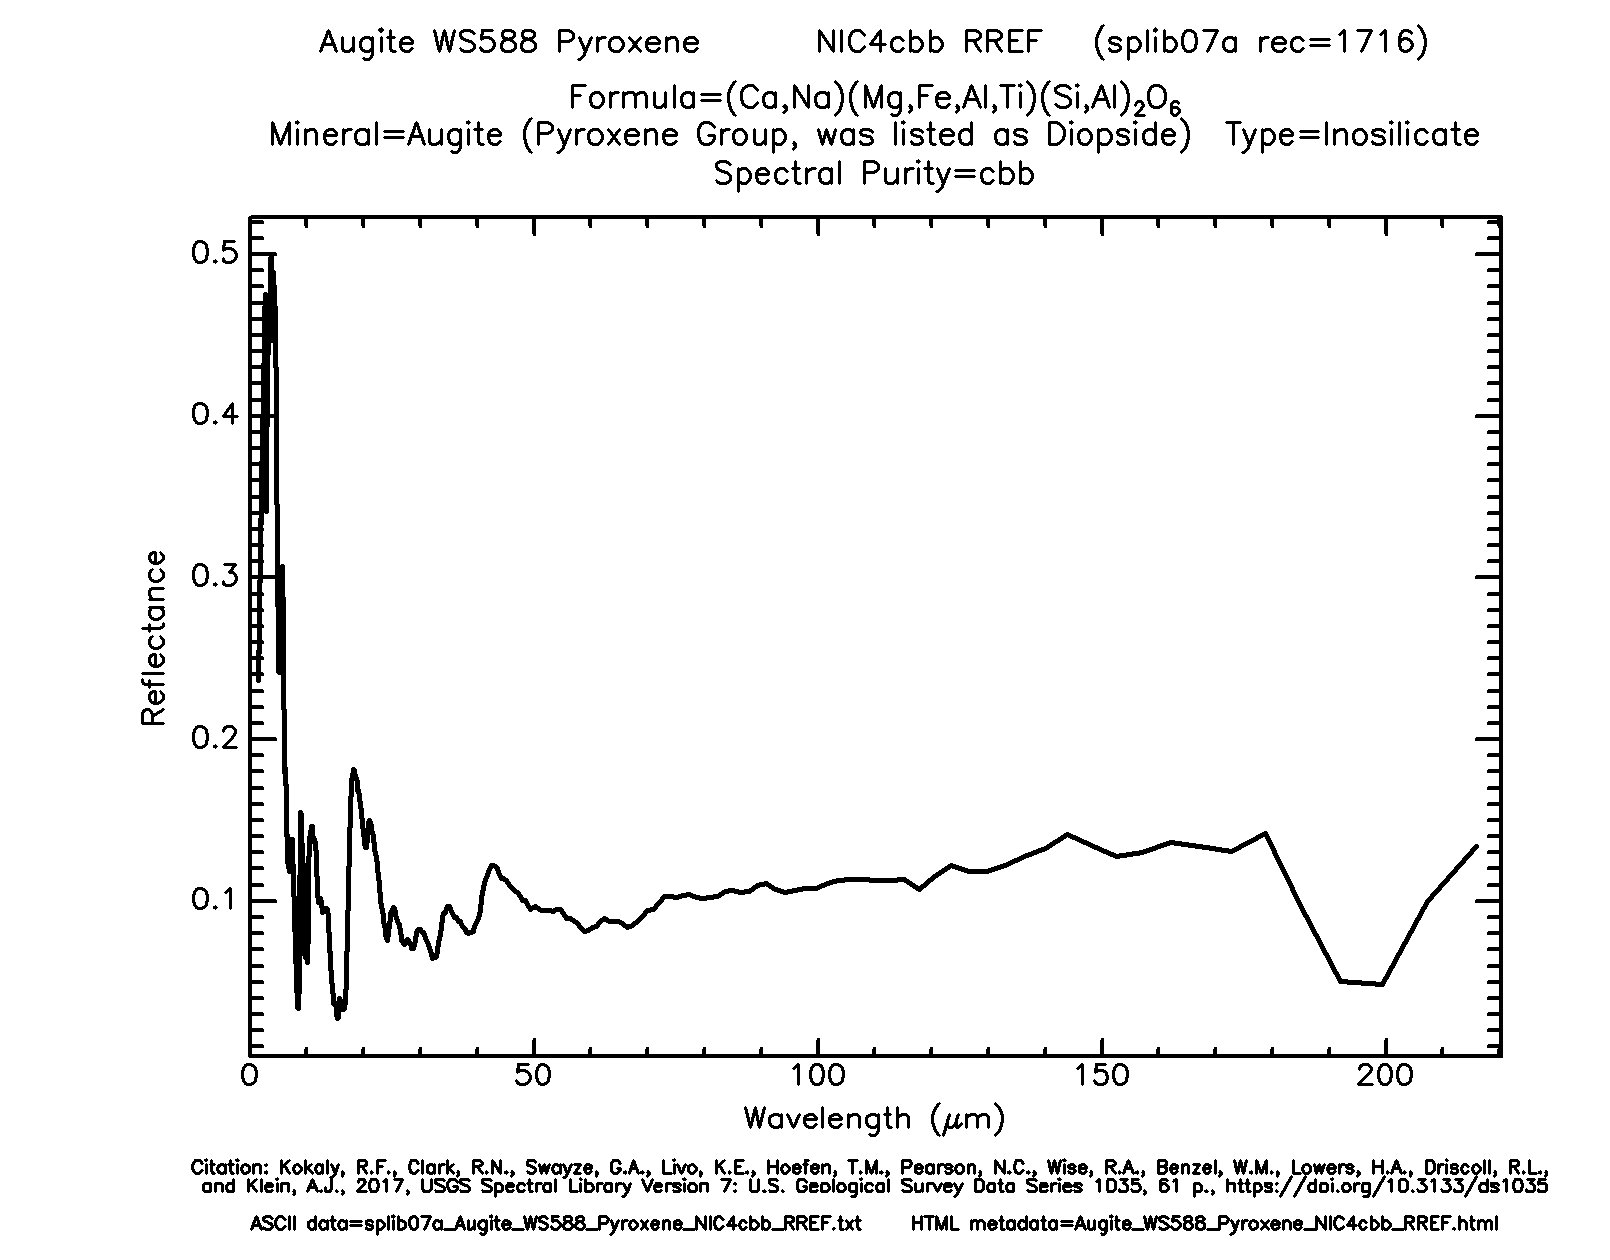 Augite WS588 Pyroxene NIC4cbb RREF (splib07a rec=1716)
Formula=(Ca,Na)(Mg,Fe,Al,Ti)(Si,Al)₂O₆
Mineral=Augite (Pyroxene Group, was listed as Diopside) Type=Inosilicate
Spectral Purity=cbb
0.5
0.4
0.3
0.2
0.1
Reflectance
0 50 100 150 200
Wavelength (μm)
Citation: Kokaly, R.F., Clark, R.N., Swayze, G.A., Livo, K.E., Hoefen, T.M., Pearson, N.C., Wise, R.A., Benzel, W.M., Lowers, H.A., Driscoll, R.L.,
and Klein, A.J., 2017, USGS Spectral Library Version 7: U.S. Geological Survey Data Series 1035, 61 p., https://doi.org/10.3133/ds1035
ASCII data=splib07a_Augite_WS588_Pyroxene_NIC4cbb_RREF.txt HTML metadata=Augite_WS588_Pyroxene_NIC4cbb_RREF.html